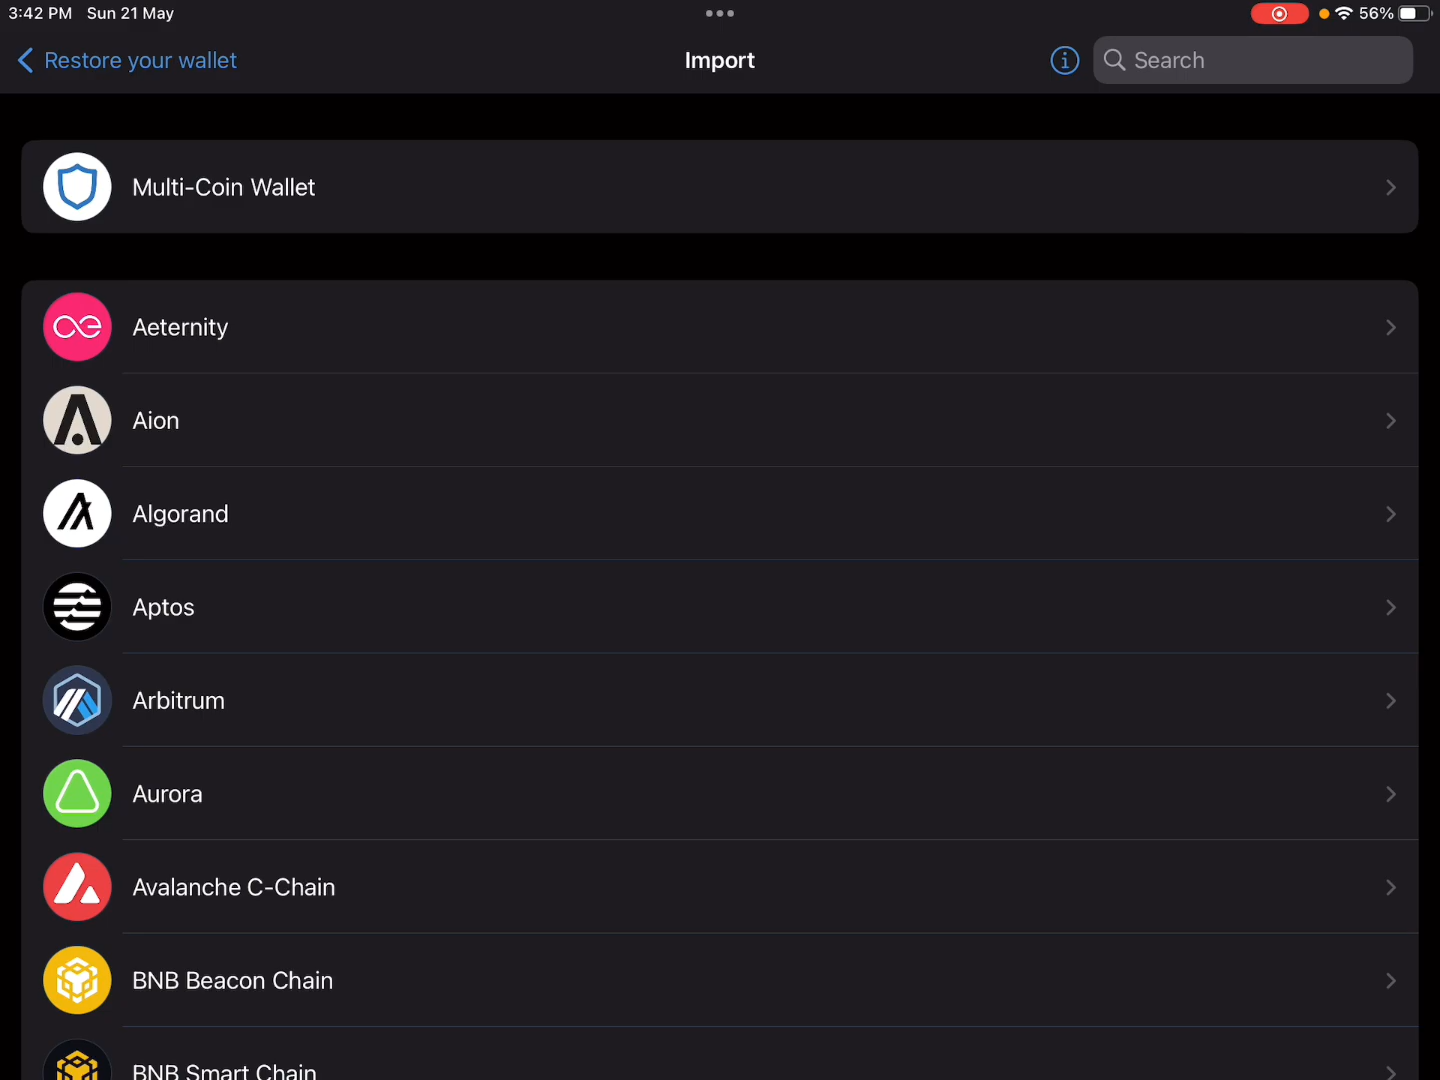 3:42 PM Sun 21 May
56%
Restore your wallet
Import
Search
Multi-Coin Wallet
Aeternity
Aion
Algorand
Aptos
Arbitrum
Aurora
Avalanche C-Chain
BNB Beacon Chain
BNB Smart Chain